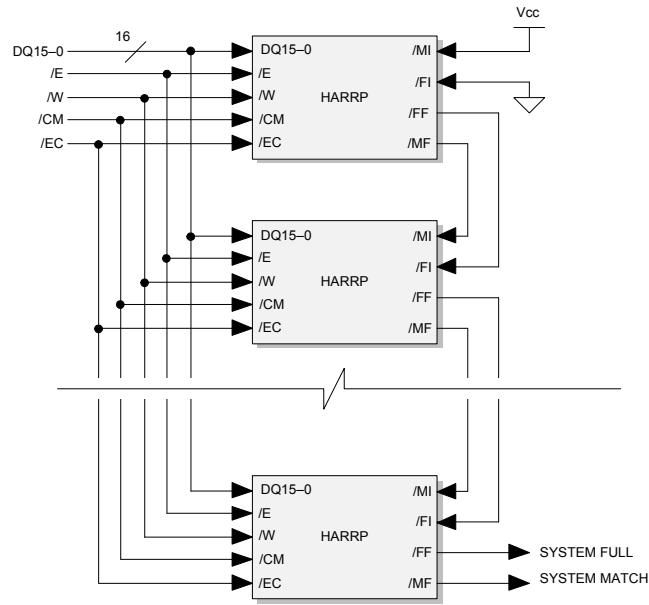 Vcc
16
DQ15–0
/E
/W
/CM
/EC
DQ15–0
/E
/W
/CM
/EC
HARRP
/MI
/FI
/FF
/MF
DQ15–0
/E
/W
/CM
/EC
HARRP
/MI
/FI
/FF
/MF
DQ15–0
/E
/W
/CM
/EC
HARRP
/MI
/FI
/FF
/MF
SYSTEM FULL
SYSTEM MATCH